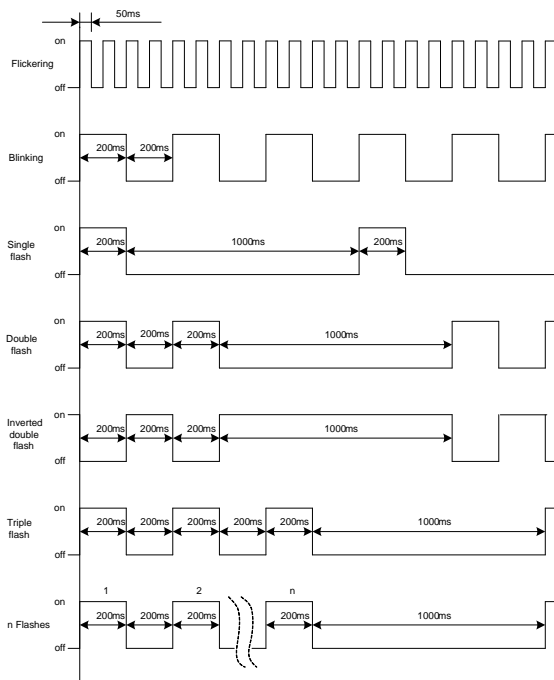 50ms
on
Flickering
off
on
Blinking
200ms 200ms
off
on
Single
flash
200ms 1000ms 200ms
off
on
Double
flash
200ms 200ms 200ms 1000ms
off
on
Inverted
double
flash
200ms 200ms 200ms 1000ms
off
on
Triple
flash
200ms 200ms 200ms 200ms 200ms 1000ms
off
1 2 n
on
n Flashes
200ms 200ms 200ms 200ms 1000ms
off